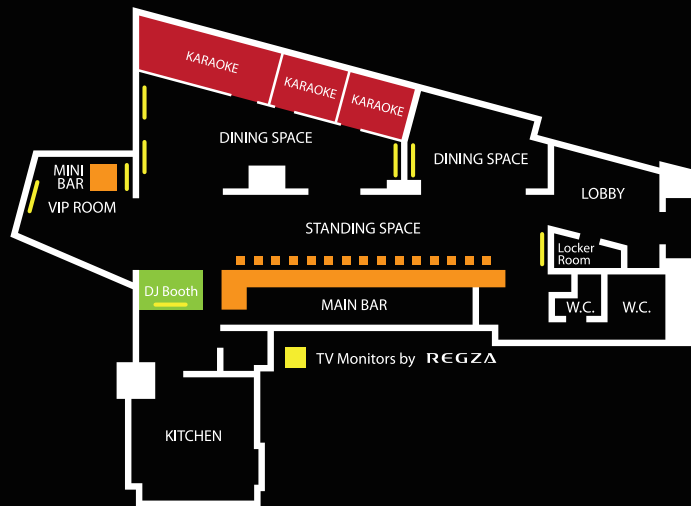 KARAOKE
KARAOKE
KARAOKE
DINING SPACE
DINING SPACE
MINI
BAR
VIP ROOM
LOBBY
STANDING SPACE
Locker
Room
DJ Booth
MAIN BAR
W.C.
W.C.
TV Monitors by REGZA
KITCHEN